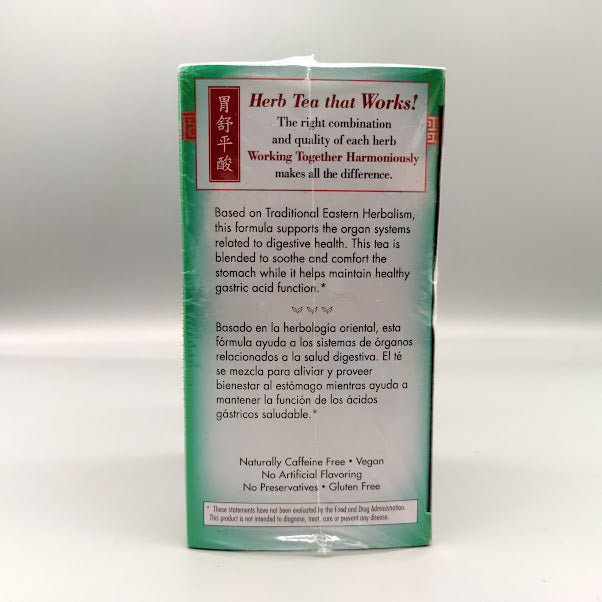 胃舒平酸
Herb Tea that Works!
The right combination
and quality of each herb
Working Together Harmoniously
makes all the difference.
Based on Traditional Eastern Herbalism,
this formula supports the organ systems
related to digestive health. This tea is
blended to soothe and comfort the
stomach while it helps maintain healthy
gastric acid function.*
Basado en la herbología oriental, esta
fórmula ayuda a los sistemas de órganos
relacionados a la salud digestiva. El té
se mezcla para aliviar y proveer
bienestar al estómago mientras ayuda a
mantener la función de los ácidos
gástricos saludable.*
Naturally Caffeine Free • Vegan
No Artificial Flavoring
No Preservatives • Gluten Free
* These statements have not been evaluated by the Food and Drug Administration.
This product is not intended to diagnose, treat, cure or prevent any disease.